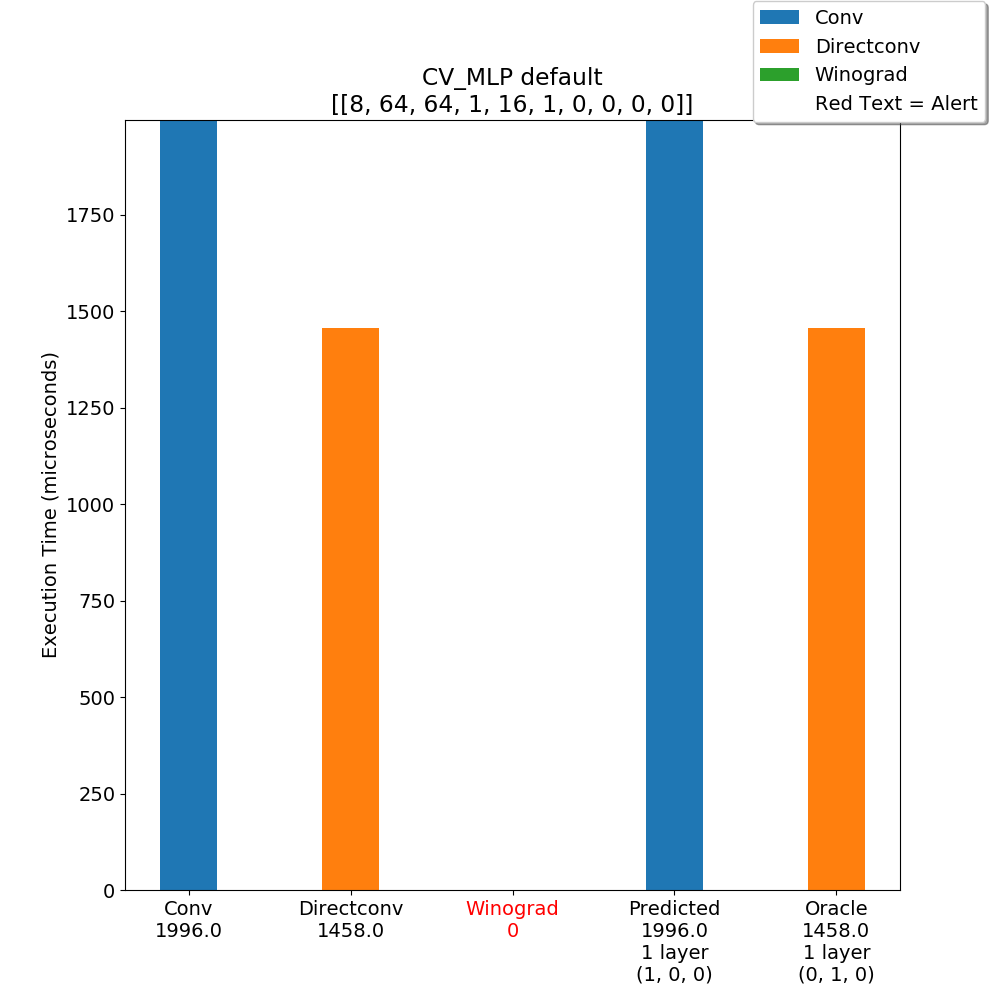 Conv
Directconv
Winograd
Red Text = Alert
CV_MLP default
[[8, 64, 64, 1, 16, 1, 0, 0, 0, 0]]
Execution Time (microseconds)
1750
1500
1250
1000
750
500
250
0
Conv
1996.0
Directconv
1458.0
Winograd
0
Predicted
1996.0
1 layer
(1, 0, 0)
Oracle
1458.0
1 layer
(0, 1, 0)